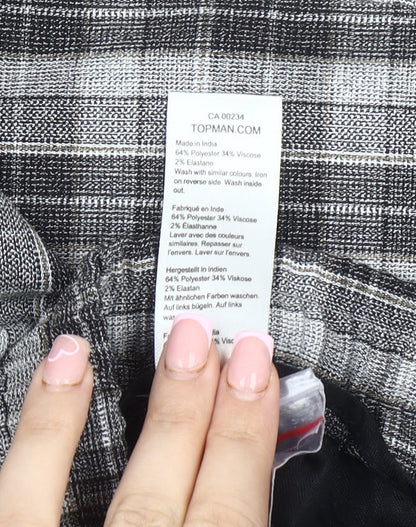 CA 00234
TOPMAN.COM
Made in India
64% Polyester 34% Viscose
2% Elastane
Wash with similar colours. Iron
on reverse side. Wash inside
out.
Fabriqué en Inde
64% Polyester 34% Viscose
2% Élasthanne
Laver avec des couleurs
similaires. Repasser sur
l'envers. Laver sur l'envers.
Hergestellt in Indien
64% Polyester 34% Viskose
2% Elastan
Mit ähnlichen Farben waschen.
Auf links bügeln. Auf links
India
Viscosa